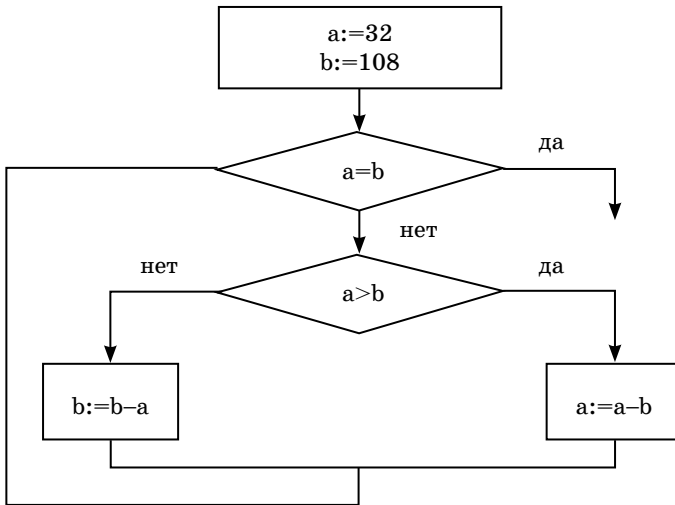 a:=32
b:=108
a=b
да
нет
a>b
нет
да
b:=b–a
a:=a–b